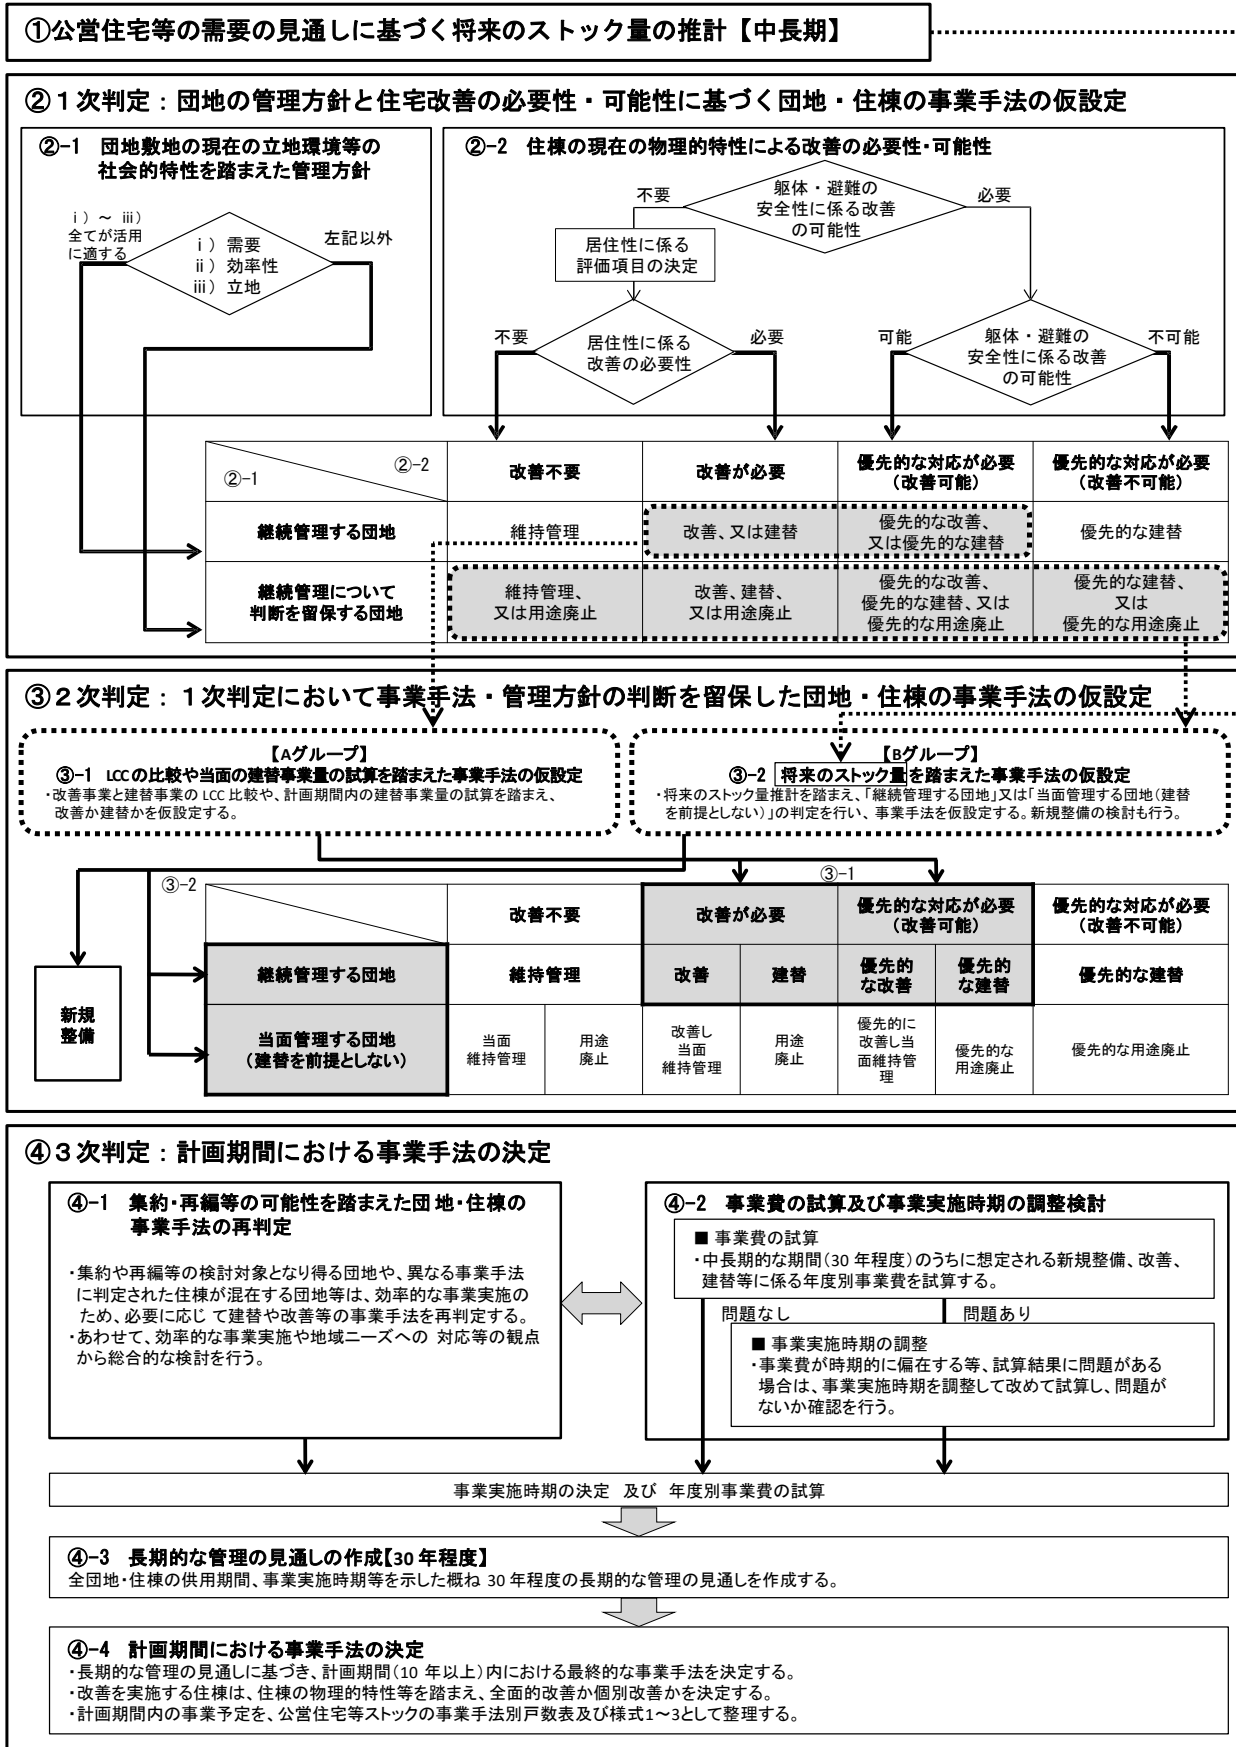 ①公営住宅等の需要の見通しに基づく将来のストック量の推計【中長期】
②１次判定：団地の管理方針と住宅改善の必要性・可能性に基づく団地・住棟の事業手法の仮設定
②-1 団地敷地の現在の立地環境等の
社会的特性を踏まえた管理方針
ⅰ）～ⅲ）
全てが活用
に適する
ⅰ）需要
ⅱ）効率性
ⅲ）立地
左記以外
②-2 住棟の現在の物理的特性による改善の必要性・可能性
不要
躯体・避難の
安全性に係る改善
の可能性
必要
居住性に係る
評価項目の決定
不要
居住性に係る
改善の必要性
必要
可能
躯体・避難の
安全性に係る改善
の可能性
不可能
②-2
②-1
改善不要
改善が必要
優先的な対応が必要
（改善可能）
優先的な対応が必要
（改善不可能）
継続管理する団地
維持管理
改善、又は建替
優先的な改善、
又は優先的な建替
優先的な建替
継続管理について
判断を留保する団地
維持管理、
又は用途廃止
改善、建替、
又は用途廃止
優先的な改善、
優先的な建替、又は
優先的な用途廃止
優先的な建替、
又は
優先的な用途廃止
③２次判定：１次判定において事業手法・管理方針の判断を留保した団地・住棟の事業手法の仮設定
【Aグループ】
③-1 LCCの比較や当面の建替事業量の試算を踏まえた事業手法の仮設定
・改善事業と建替事業の LCC 比較や、計画期間内の建替事業量の試算を踏まえ、
改善か建替かを仮設定する。
【Bグループ】
③-2 将来のストック量を踏まえた事業手法の仮設定
・将来のストック量推計を踏まえ、「継続管理する団地」又は「当面管理する団地（建替
を前提としない）」の判定を行い、事業手法を仮設定する。新規整備の検討も行う。
③-2
③-1
改善不要
改善が必要
優先的な対応が必要
（改善可能）
優先的な対応が必要
（改善不可能）
新規
整備
継続管理する団地
維持管理
改善
建替
優先的
な改善
優先的
な建替
優先的な建替
当面管理する団地
（建替を前提としない）
当面
維持管理
用途
廃止
改善し
当面
維持管理
用途
廃止
優先的に
改善し当
面維持管
理
優先的な
用途廃止
優先的な用途廃止
④３次判定：計画期間における事業手法の決定
④-1 集約・再編等の可能性を踏まえた団地・住棟の
事業手法の再判定
・集約や再編等の検討対象となり得る団地や、異なる事業手法
に判定された住棟が混在する団地等は、効率的な事業実施の
ため、必要に応じて建替や改善等の事業手法を再判定する。
・あわせて、効率的な事業実施や地域ニーズへの対応等の観点
から総合的な検討を行う。
④-2 事業費の試算及び事業実施時期の調整検討
■ 事業費の試算
・中長期的な期間（30 年程度）のうちに想定される新規整備、改善、
建替等に係る年度別事業費を試算する。
問題なし
問題あり
■ 事業実施時期の調整
・事業費が時期的に偏在する等、試算結果に問題がある
場合は、事業実施時期を調整して改めて試算し、問題が
ないか確認を行う。
事業実施時期の決定 及び 年度別事業費の試算
④-3 長期的な管理の見通しの作成【30 年程度】
全団地・住棟の供用期間、事業実施時期等を示した概ね 30 年程度の長期的な管理の見通しを作成する。
④-4 計画期間における事業手法の決定
・長期的な管理の見通しに基づき、計画期間（10 年以上）内における最終的な事業手法を決定する。
・改善を実施する住棟は、住棟の物理的特性等を踏まえ、全面的改善か個別改善かを決定する。
・計画期間内の事業予定を、公営住宅等ストックの事業手法別戸数表及び様式1～3として整理する。